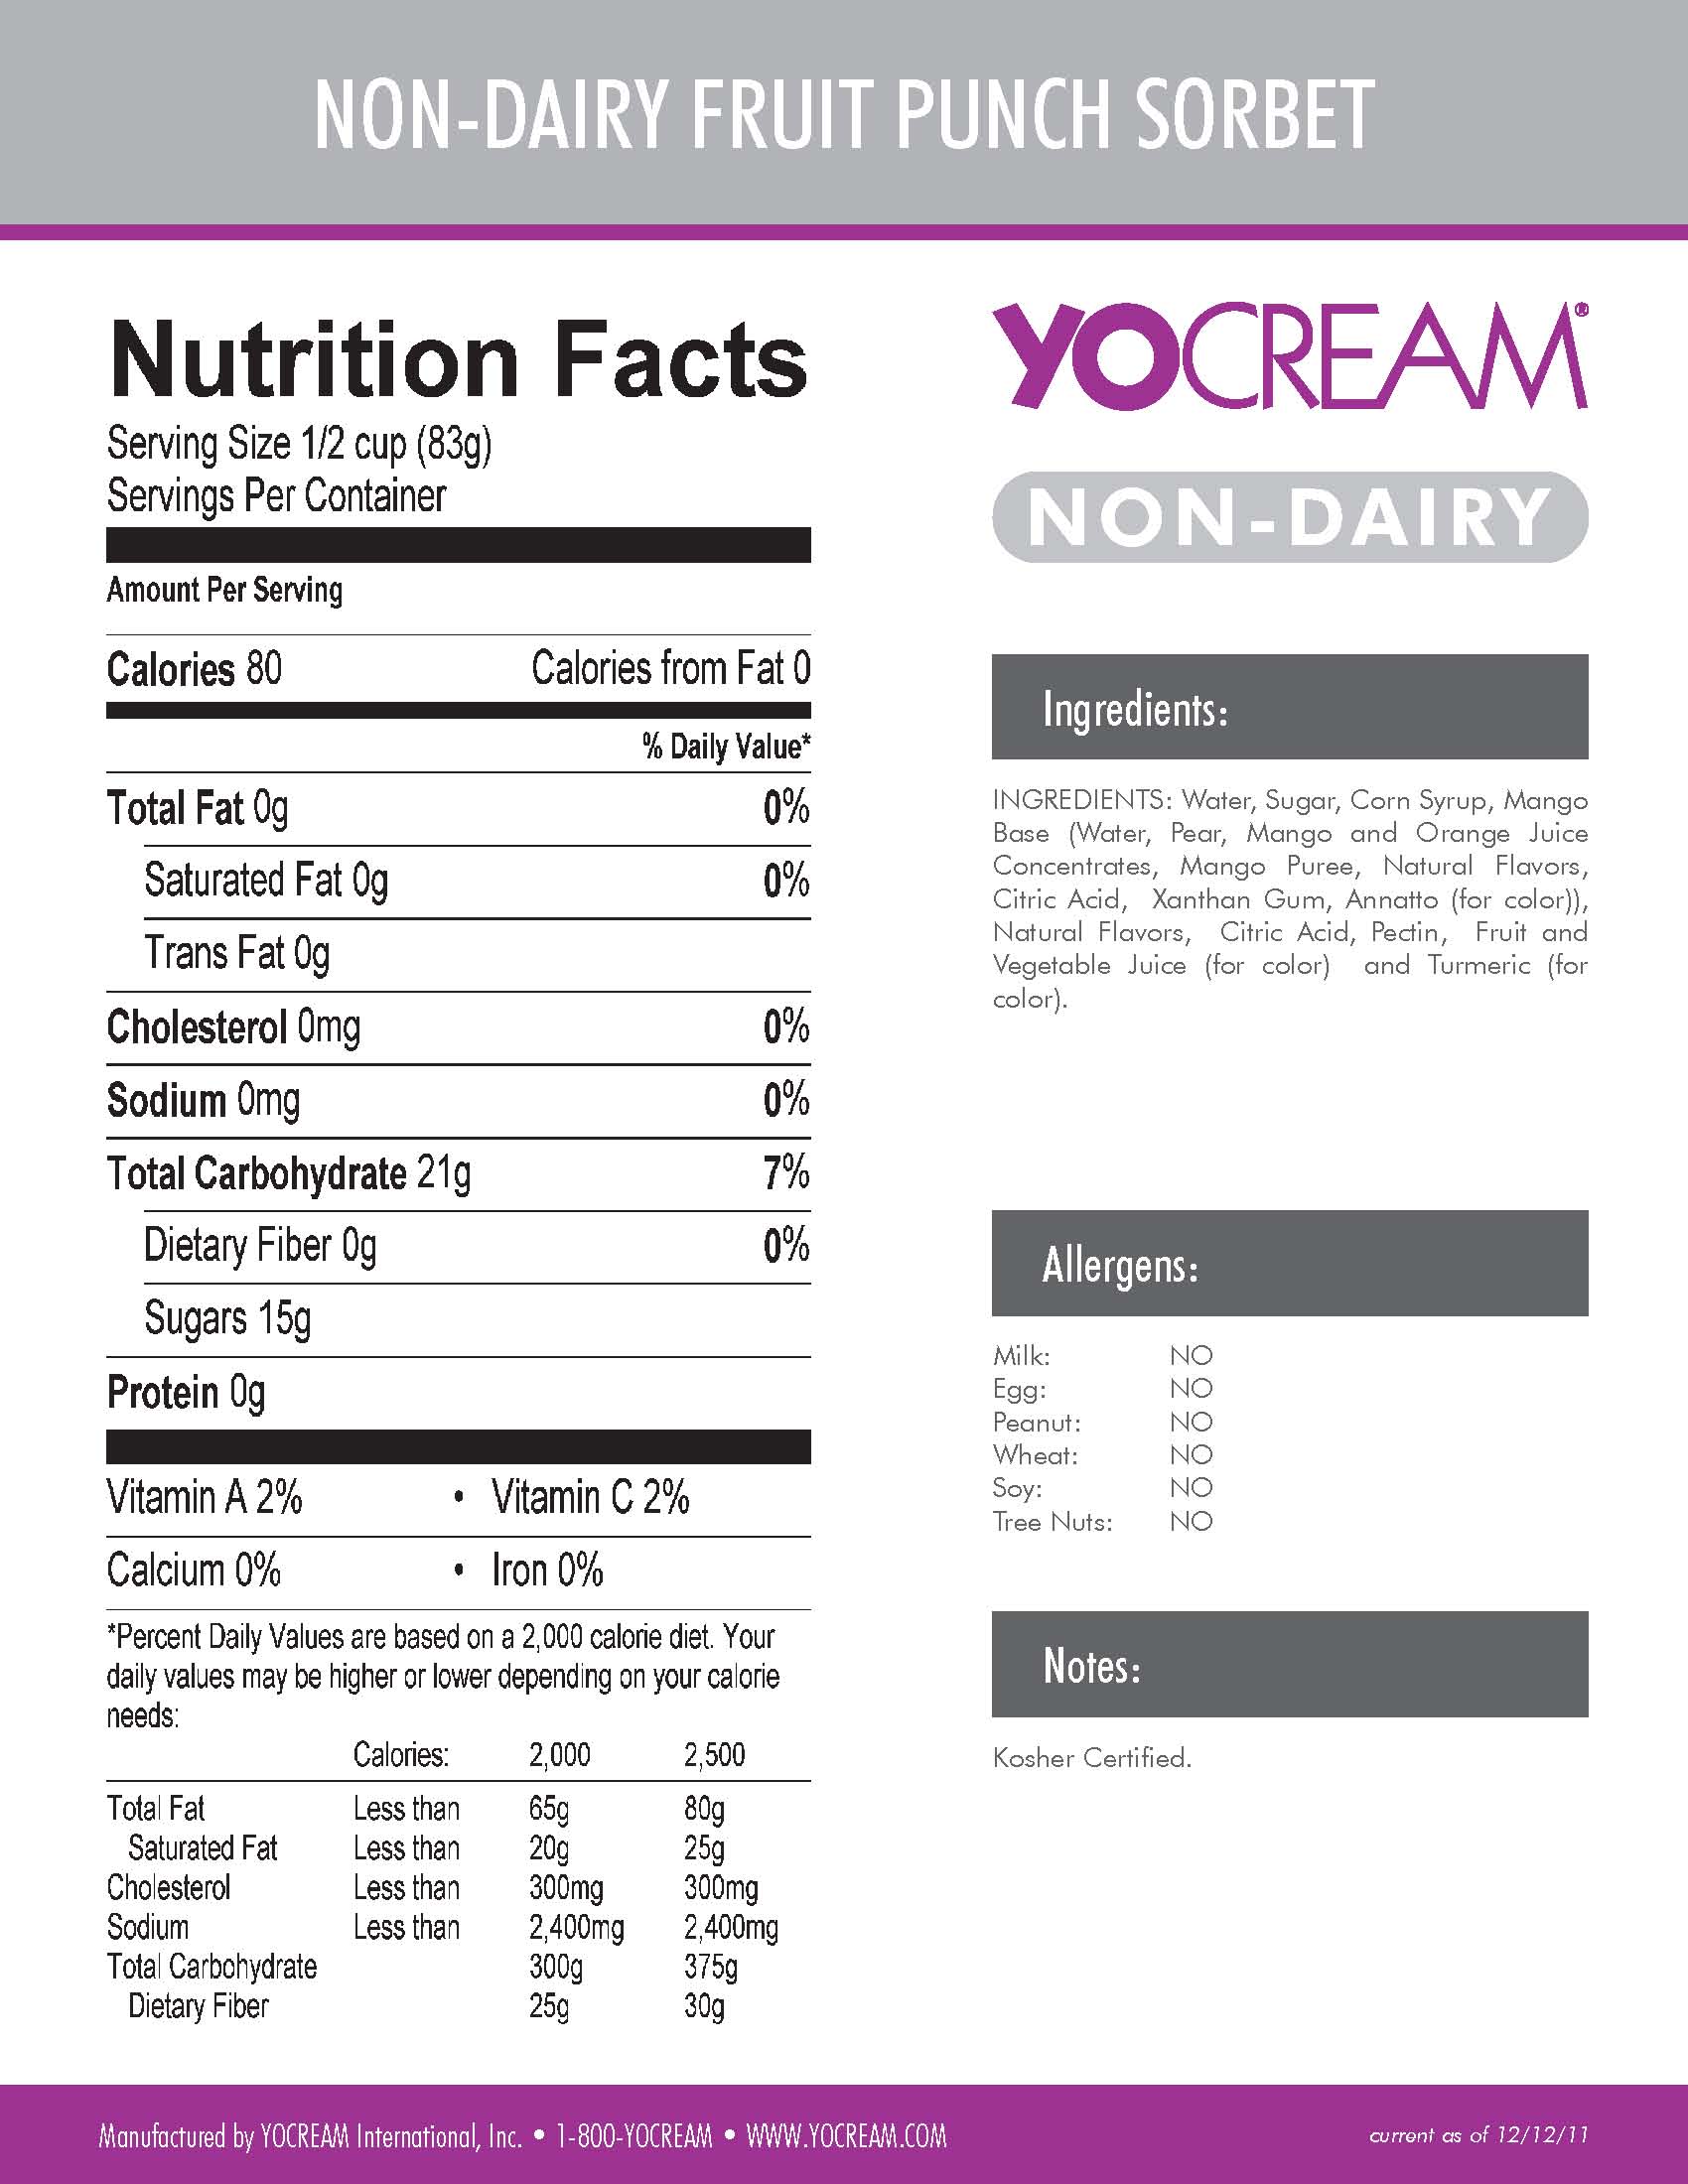 NON-DAIRY FRUIT PUNCH SORBET
Nutrition Facts
Serving Size 1/2 cup (83g)
Servings Per Container
Amount Per Serving
Calories 80 Calories from Fat 0
% Daily Value*
Total Fat 0g 0%
Saturated Fat 0g 0%
Trans Fat 0g
Cholesterol 0mg 0%
Sodium 0mg 0%
Total Carbohydrate 21g 7%
Dietary Fiber 0g 0%
Sugars 15g
Protein 0g
Vitamin A 2% • Vitamin C 2%
Calcium 0% • Iron 0%
*Percent Daily Values are based on a 2,000 calorie diet. Your
daily values may be higher or lower depending on your calorie
needs:
Calories: 2,000 2,500
Total Fat Less than 65g 80g
Saturated Fat Less than 20g 25g
Cholesterol Less than 300mg 300mg
Sodium Less than 2,400mg 2,400mg
Total Carbohydrate 300g 375g
Dietary Fiber 25g 30g
YOCREAM®
NON-DAIRY
Ingredients:
INGREDIENTS: Water, Sugar, Corn Syrup, Mango
Base (Water, Pear, Mango and Orange Juice
Concentrates, Mango Puree, Natural Flavors,
Citric Acid, Xanthan Gum, Annatto (for color)),
Natural Flavors, Citric Acid, Pectin, Fruit and
Vegetable Juice (for color) and Turmeric (for
color).
Allergens:
Milk: NO
Egg: NO
Peanut: NO
Wheat: NO
Soy: NO
Tree Nuts: NO
Notes:
Kosher Certified.
Manufactured by YOCREAM International, Inc. • 1-800-YOCREAM • WWW.YOCREAM.COM
current as of 12/12/11